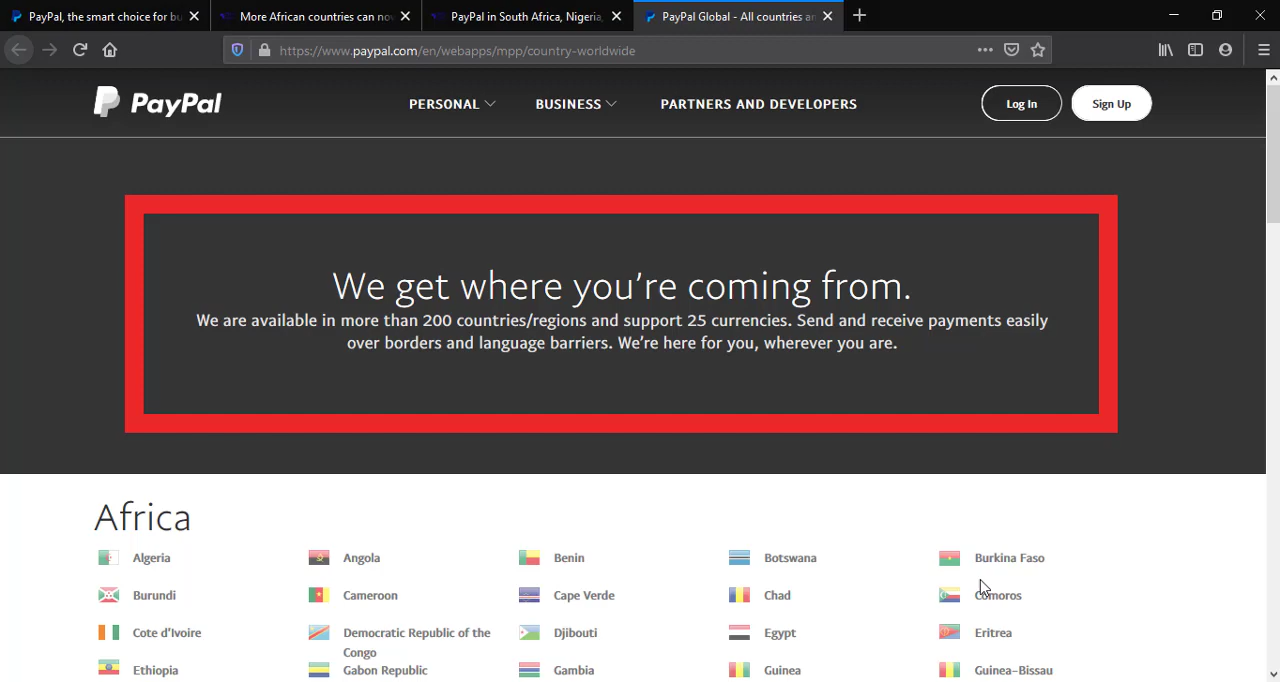 PayPal, the smart choice for bu
More African countries can now
PayPal in South Africa, Nigeria,
PayPal Global - All countries an
https://www.paypal.com/en/webapps/mpp/country-worldwide
PayPal
PERSONAL
BUSINESS
PARTNERS AND DEVELOPERS
Log In
Sign Up
We get where you're coming from.
We are available in more than 200 countries/regions and support 25 currencies. Send and receive payments easily
over borders and language barriers. We're here for you, wherever you are.
Africa
Algeria
Angola
Benin
Botswana
Burkina Faso
Burundi
Cameroon
Cape Verde
Chad
Comoros
Cote d'Ivoire
Democratic Republic of the
Congo
Djibouti
Egypt
Eritrea
Ethiopia
Gabon Republic
Gambia
Guinea
Guinea-Bissau